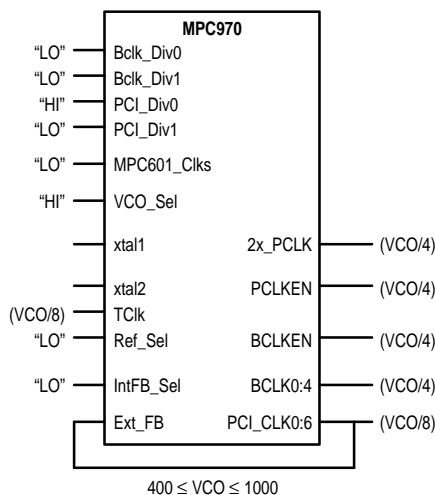 MPC970
“LO” Bclk_Div0
“LO” Bclk_Div1
“HI” PCI_Div0
“LO” PCI_Div1
“LO” MPC601_Clks
“HI” VCO_Sel
xtal1 2x_PCLK (VCO/4)
xtal2 PCLKEN (VCO/4)
(VCO/8) TClk
“LO” Ref_Sel BCLKEN (VCO/4)
“LO” IntFB_Sel BCLK0:4 (VCO/4)
Ext_FB PCI_CLK0:6 (VCO/8)
400 ≤ VCO ≤ 1000